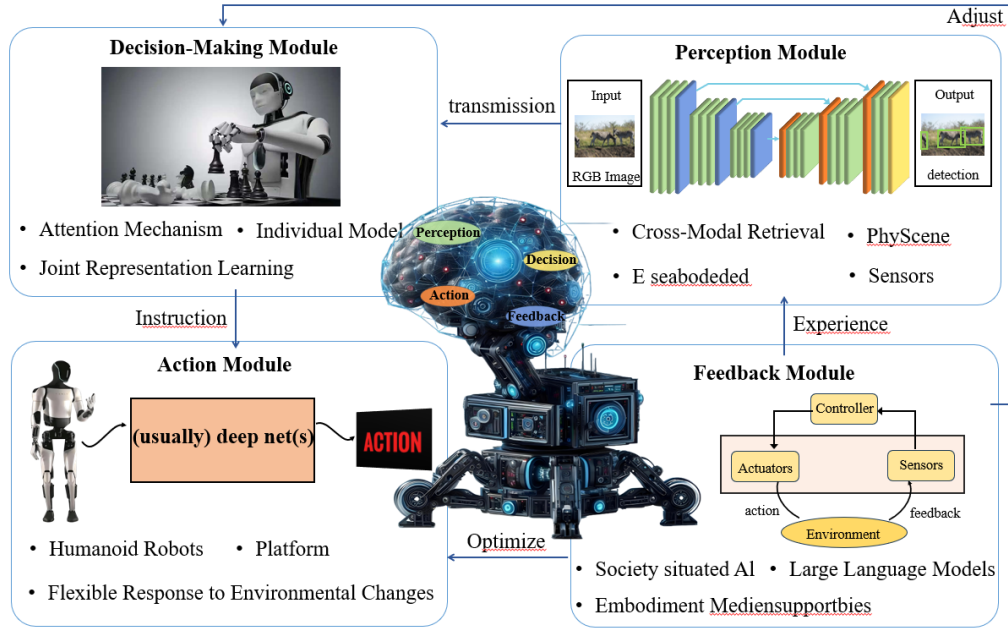 Adjust
Decision-Making Module
• Attention Mechanism • Individual Model
• Joint Representation Learning
transmission
Perception Module
Input
RGB Image
Output
detection
• Cross-Modal Retrieval • PhyScene
• E seabodeded • Sensors
Perception
Decision
Action
Feedback
Instruction
Experience
Action Module
(usually) deep net(s)
ACTION
• Humanoid Robots • Platform
• Flexible Response to Environmental Changes
Optimize
Feedback Module
Controller
Actuators
Sensors
action
feedback
Environment
• Society situated Al • Large Language Models
• Embodiment Mediensupportbies